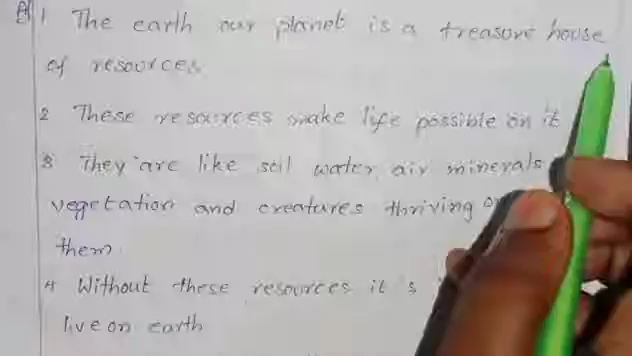 1 The earth our planet is a treasure house
of resources
2 These resources make life possible on it
3 They are like soil water, air minerals
vegetation and creatures thriving
them.
4 Without these resources it's
live on earth